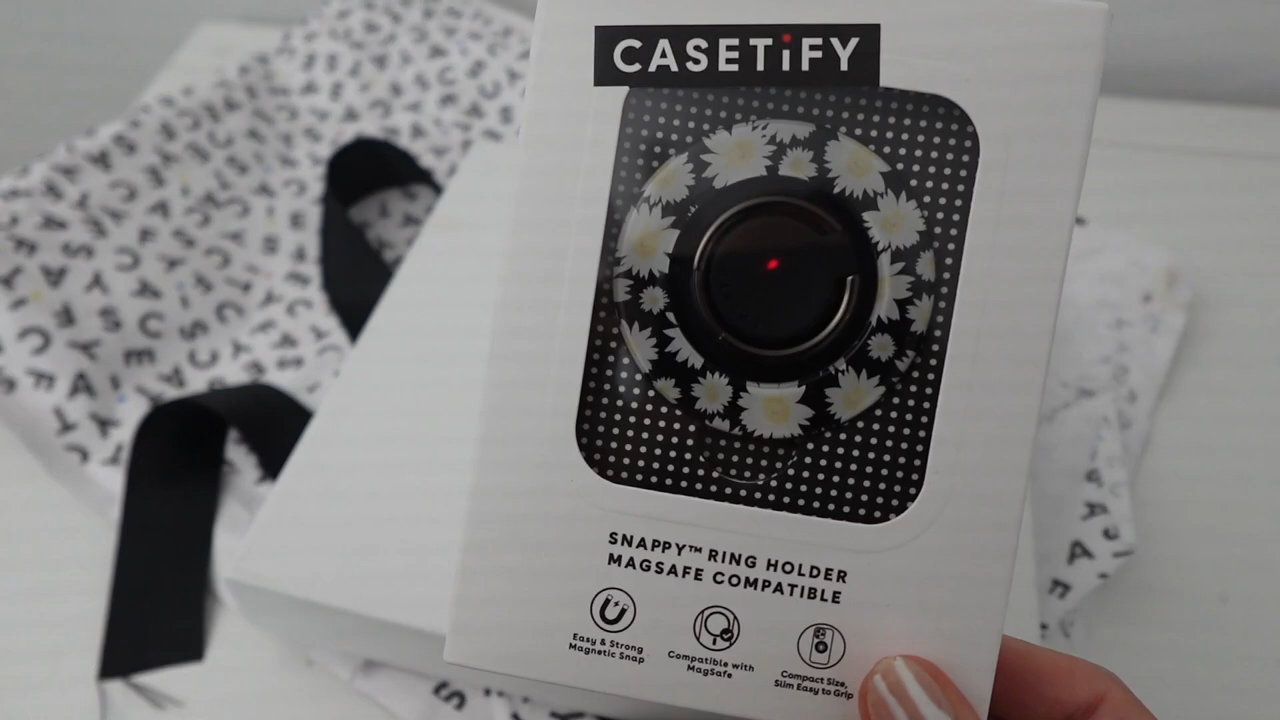 CASETiFY
SNAPPY™ RING HOLDER
MAGSAFE COMPATIBLE
Easy & Strong
Magnetic Snap
Compatible with
MagSafe
Compact Size,
Slim Easy to Grip